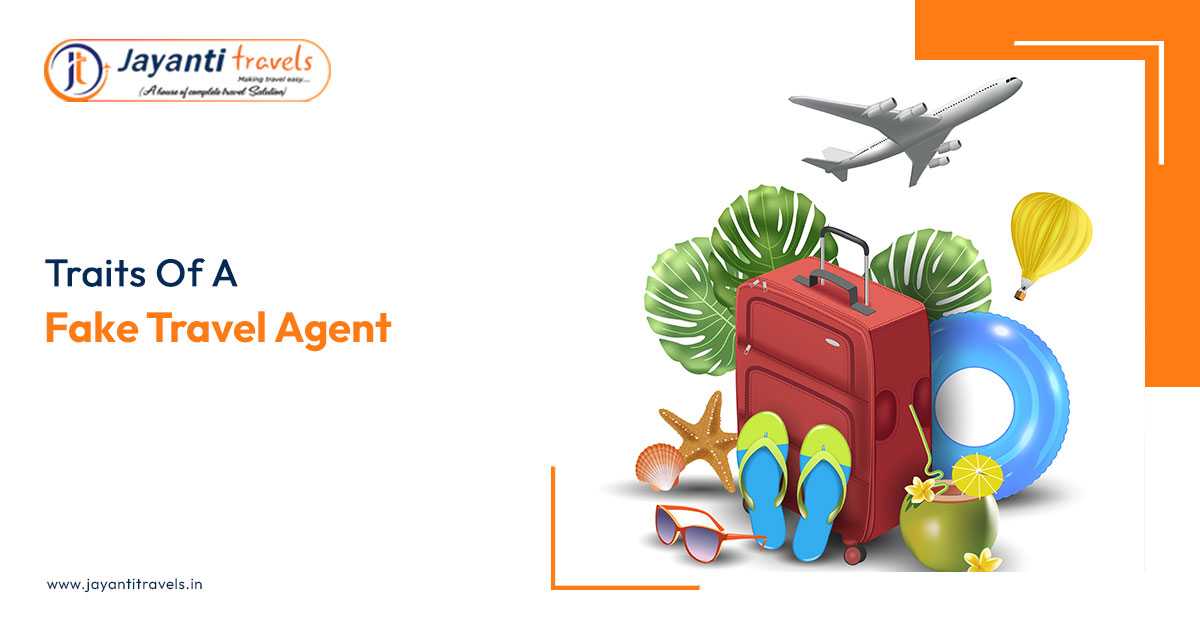 jt Jayanti travels
Making travel easy....
(A house of complete travel Solution)
Traits Of A
Fake Travel Agent
www.jayantitravels.in